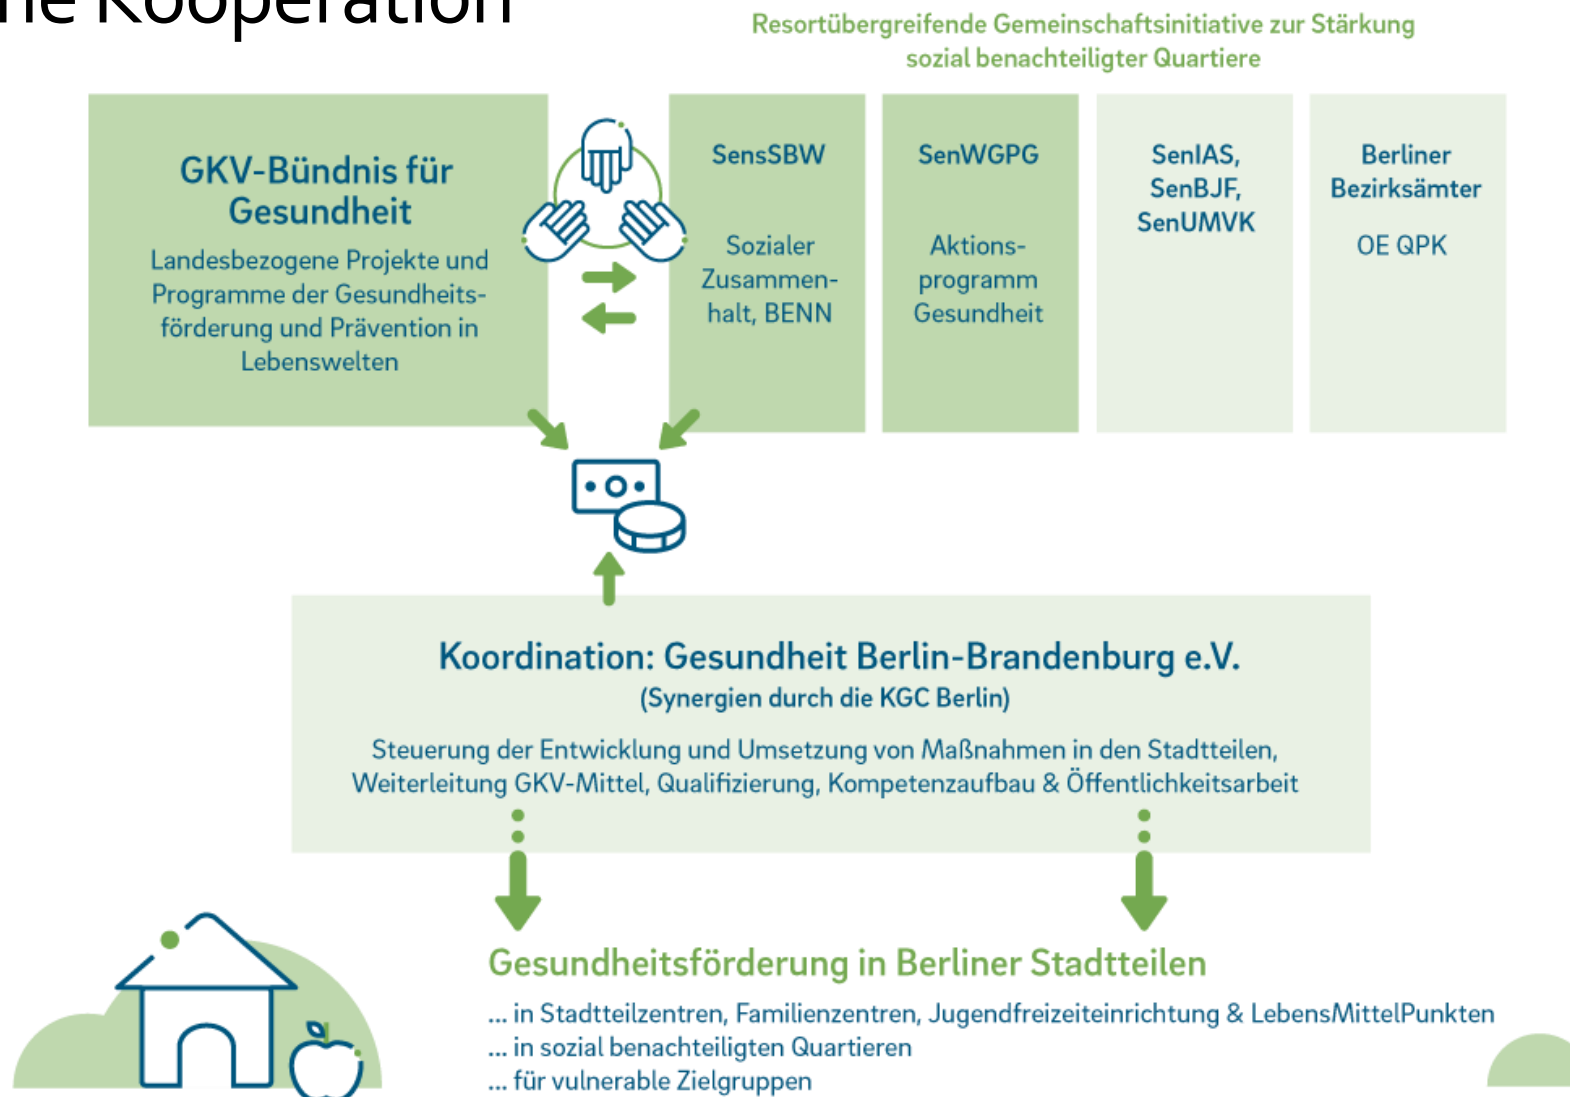 ne Kooperation
Resortübergreifende Gemeinschaftsinitiative zur Stärkung
sozial benachteiligter Quartiere
GKV-Bündnis für
Gesundheit
Landesbezogene Projekte und
Programme der Gesundheits-
förderung und Prävention in
Lebenswelten
SensSBW
Sozialer
Zusammen-
halt, BENN
SenWGPG
Aktions-
programm
Gesundheit
SenIAS,
SenBJF,
SenUMVK
Berliner
Bezirksämter
OE QPK
Koordination: Gesundheit Berlin-Brandenburg e.V.
(Synergien durch die KGC Berlin)
Steuerung der Entwicklung und Umsetzung von Maßnahmen in den Stadtteilen,
Weiterleitung GKV-Mittel, Qualifizierung, Kompetenzaufbau & Öffentlichkeitsarbeit
Gesundheitsförderung in Berliner Stadtteilen
... in Stadtteilzentren, Familienzentren, Jugendfreizeiteinrichtung & LebensMittelPunkten
... in sozial benachteiligten Quartieren
... für vulnerable Zielgruppen